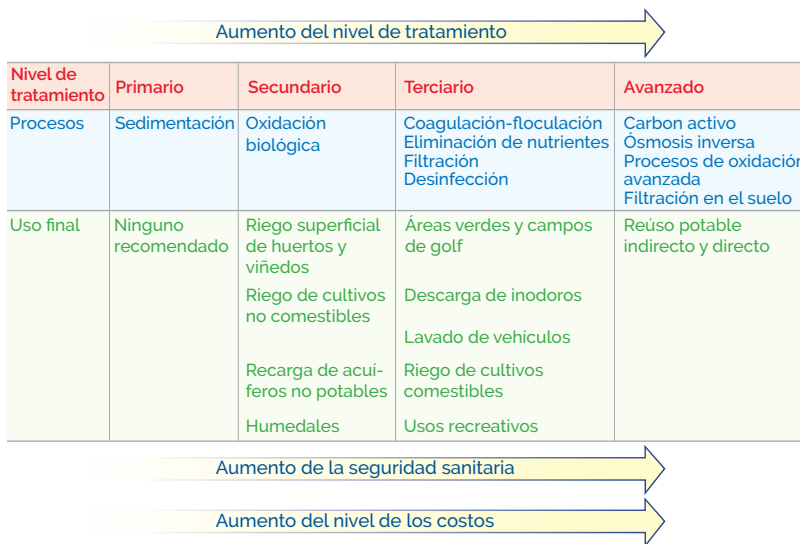 Aumento del nivel de tratamiento
Nivel de
tratamiento
Primario
Secundario
Terciario
Avanzado
Procesos
Sedimentación
Oxidación
biológica
Coagulación-floculación
Eliminación de nutrientes
Filtración
Desinfección
Carbon activo
Ósmosis inversa
Procesos de oxidación
avanzada
Filtración en el suelo
Uso final
Ninguno
recomendado
Riego superficial
de huertos y
viñedos
Riego de cultivos
no comestibles
Recarga de acuí-
feros no potables
Humedales
Áreas verdes y campos
de golf
Descarga de inodoros
Lavado de vehículos
Riego de cultivos
comestibles
Usos recreativos
Reúso potable
indirecto y directo
Aumento de la seguridad sanitaria
Aumento del nivel de los costos